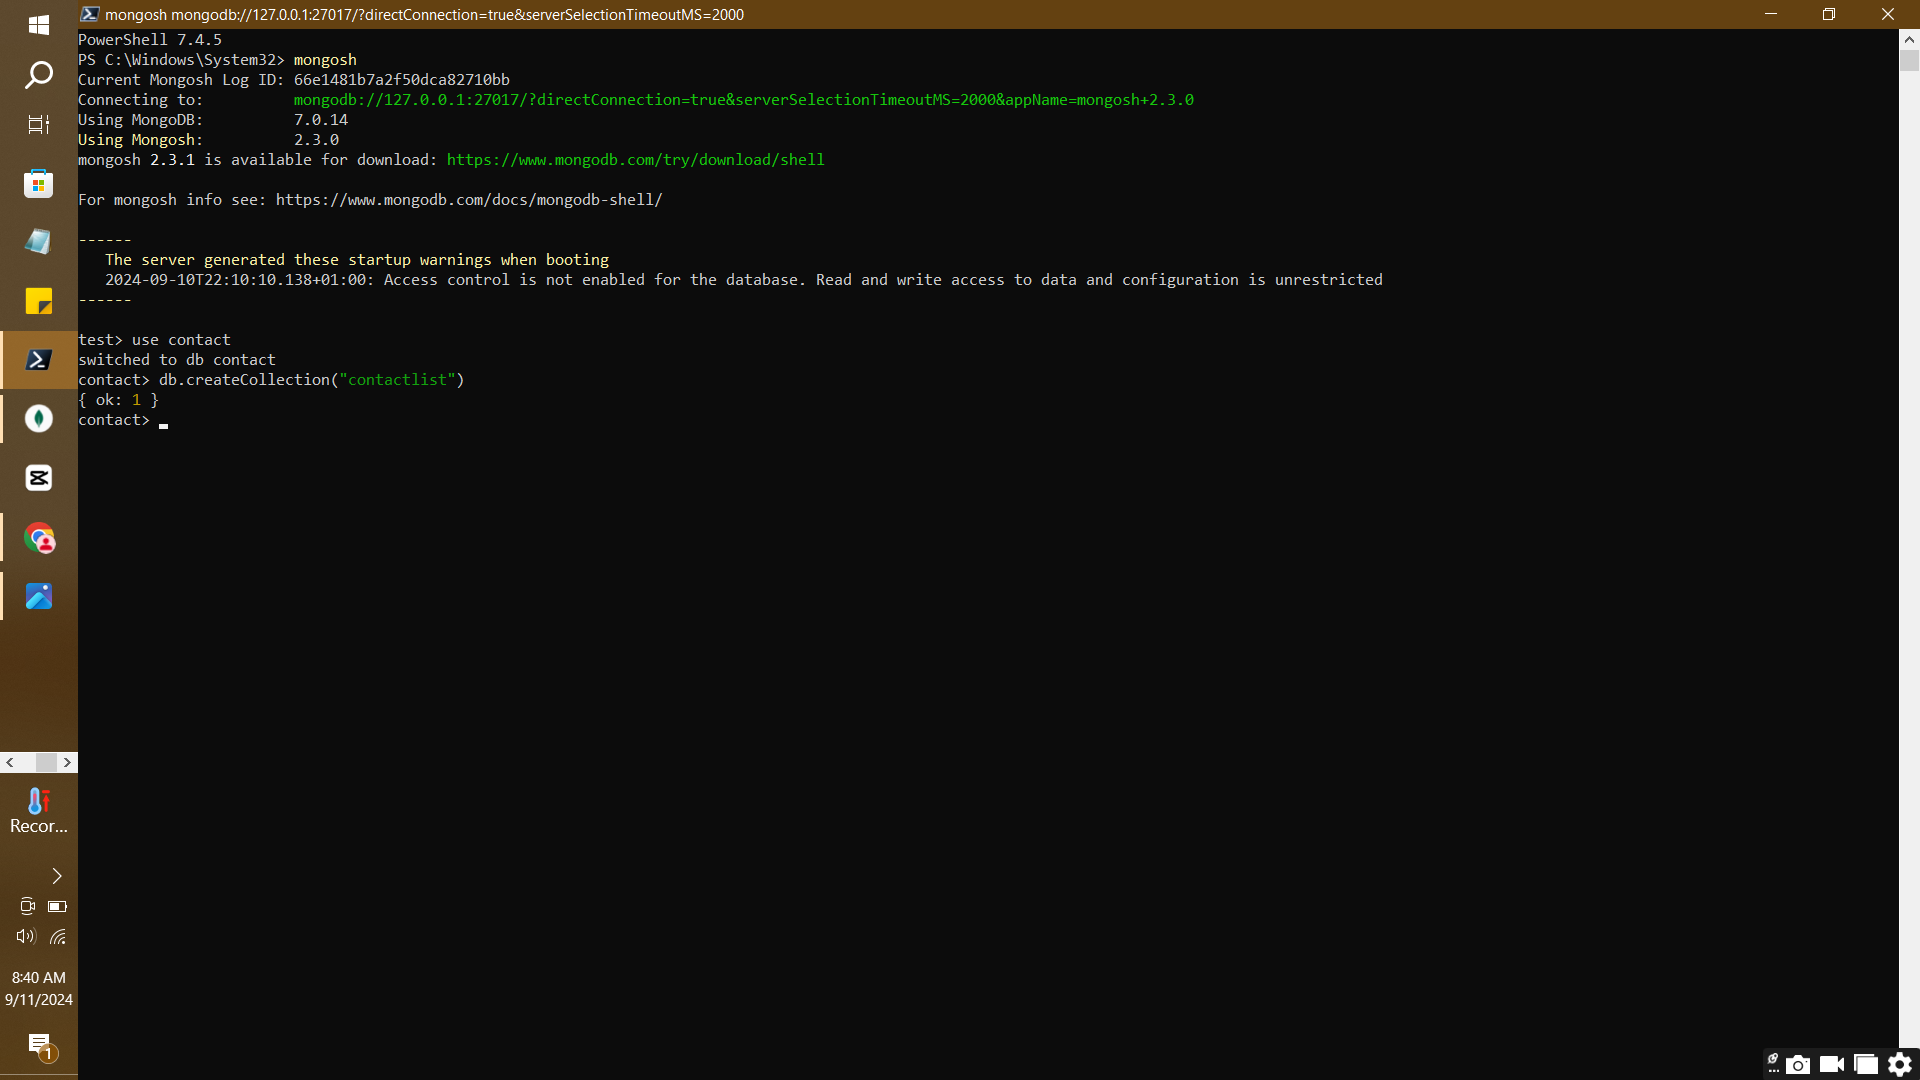 mongosh mongodb://127.0.0.1:27017/?directConnection=true&serverSelectionTimeoutMS=2000
PowerShell 7.4.5
PS C:\Windows\System32> mongosh
Current Mongosh Log ID: 66e1481b7a2f50dca82710bb
Connecting to:          mongodb://127.0.0.1:27017/?directConnection=true&serverSelectionTimeoutMS=2000&appName=mongosh+2.3.0
Using MongoDB:          7.0.14
Using Mongosh:          2.3.0
mongosh 2.3.1 is available for download: https://www.mongodb.com/try/download/shell
For mongosh info see: https://www.mongodb.com/docs/mongodb-shell/
------
The server generated these startup warnings when booting
2024-09-10T22:10:10.138+01:00: Access control is not enabled for the database. Read and write access to data and configuration is unrestricted
------
test> use contact
switched to db contact
contact> db.createCollection("contactlist")
{ ok: 1 }
contact>
Recor...
8:40 AM
9/11/2024
1